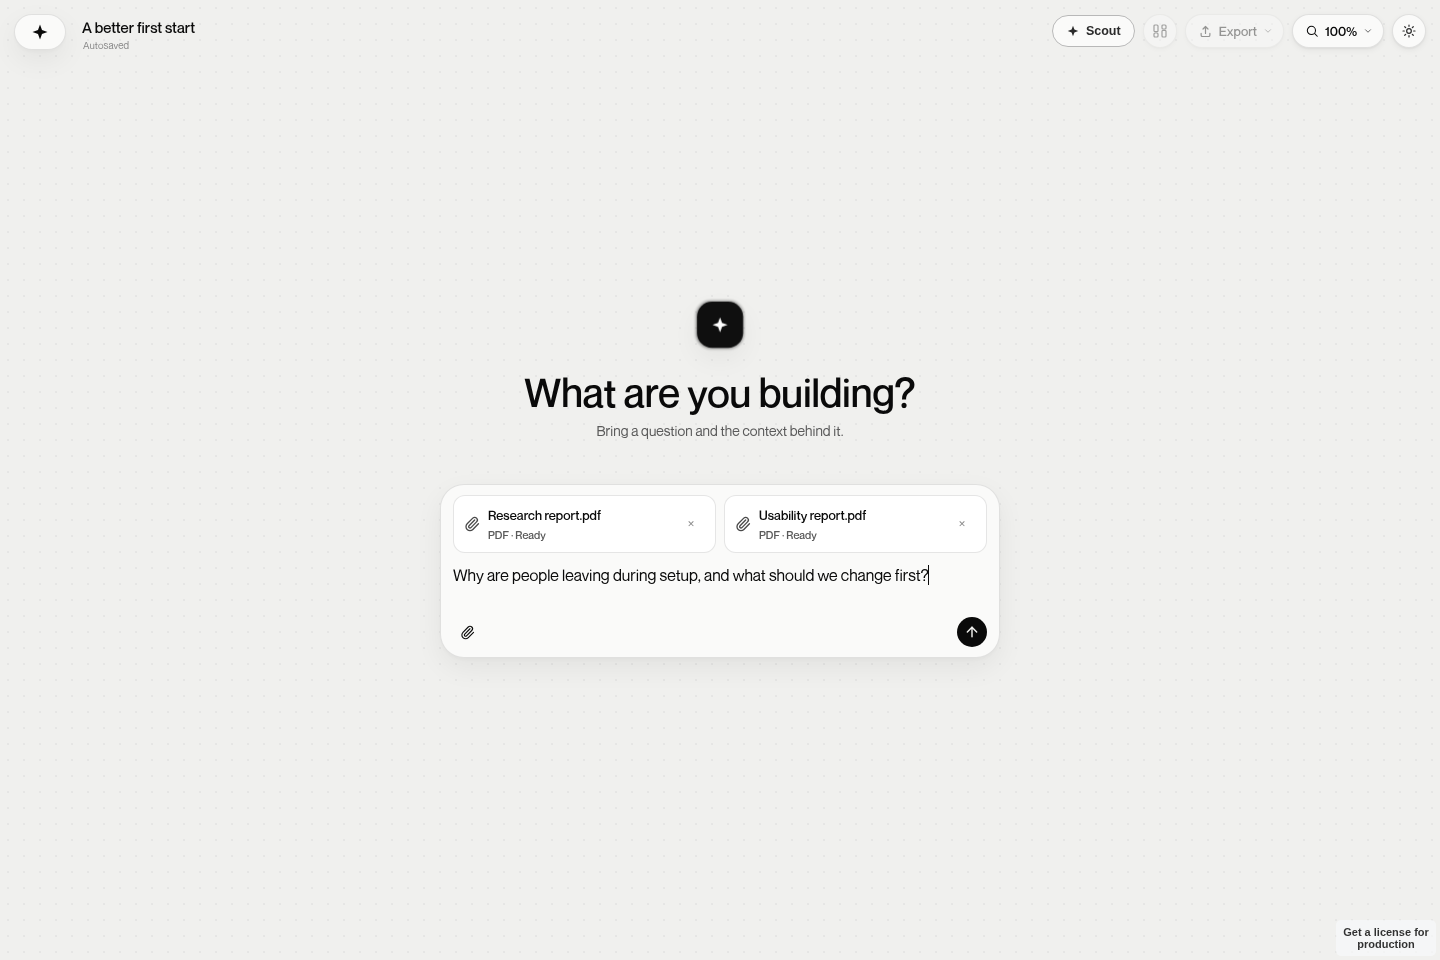 A better first start
Autosaved
Scout
Export
100%
What are you building?
Bring a question and the context behind it.
Research report.pdf
PDF · Ready
×
Usability report.pdf
PDF · Ready
×
Why are people leaving during setup, and what should we change first?
Get a license for
production